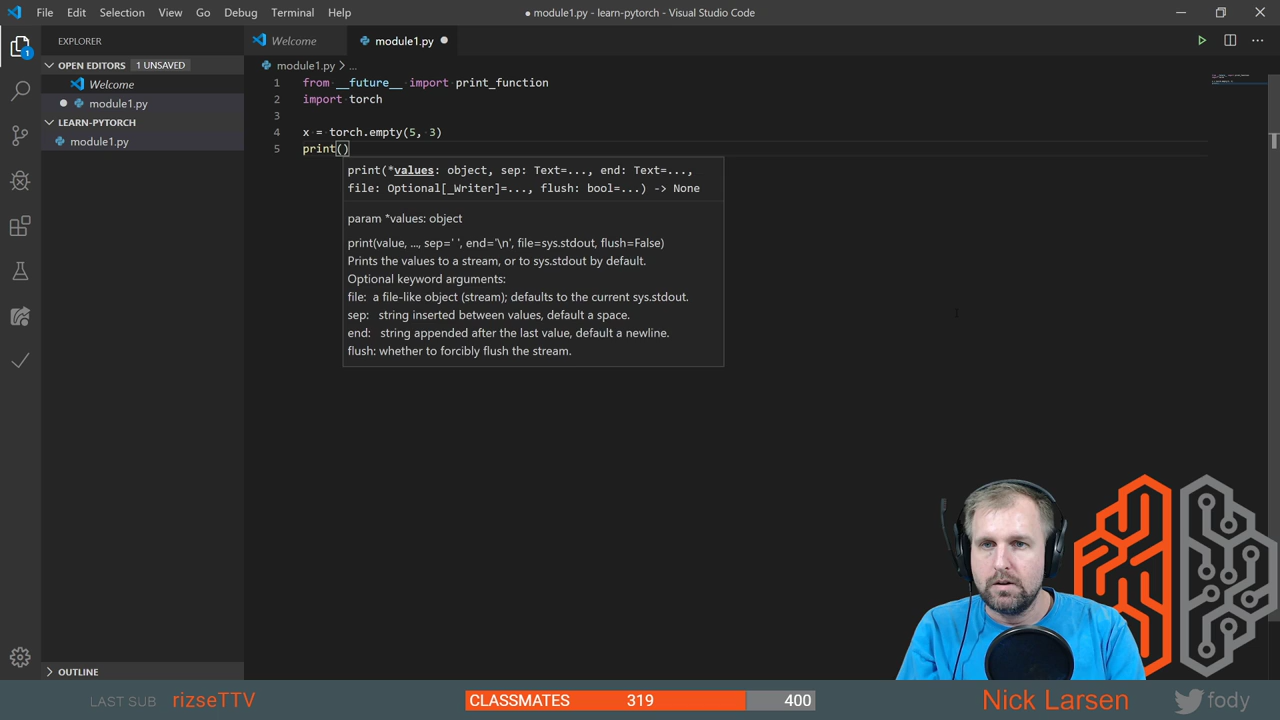 File Edit Selection View Go Debug Terminal Help
● module1.py - learn-pytorch - Visual Studio Code
EXPLORER
OPEN EDITORS 1 UNSAVED
Welcome
module1.py
LEARN-PYTORCH
module1.py
OUTLINE
1
Welcome
module1.py
module1.py > ...
1 from __future__ import print_function
2 import torch
3
4 x = torch.empty(5, 3)
5 print()
print(*values: object, sep: Text=..., end: Text=...,
file: Optional[_Writer]=..., flush: bool=...) -> None
param *values: object
print(value, ..., sep=' ', end='\n', file=sys.stdout, flush=False)
Prints the values to a stream, or to sys.stdout by default.
Optional keyword arguments:
file: a file-like object (stream); defaults to the current sys.stdout.
sep: string inserted between values, default a space.
end: string appended after the last value, default a newline.
flush: whether to forcibly flush the stream.
LAST SUB rizseTTV
CLASSMATES 319 400
Nick Larsen
fody